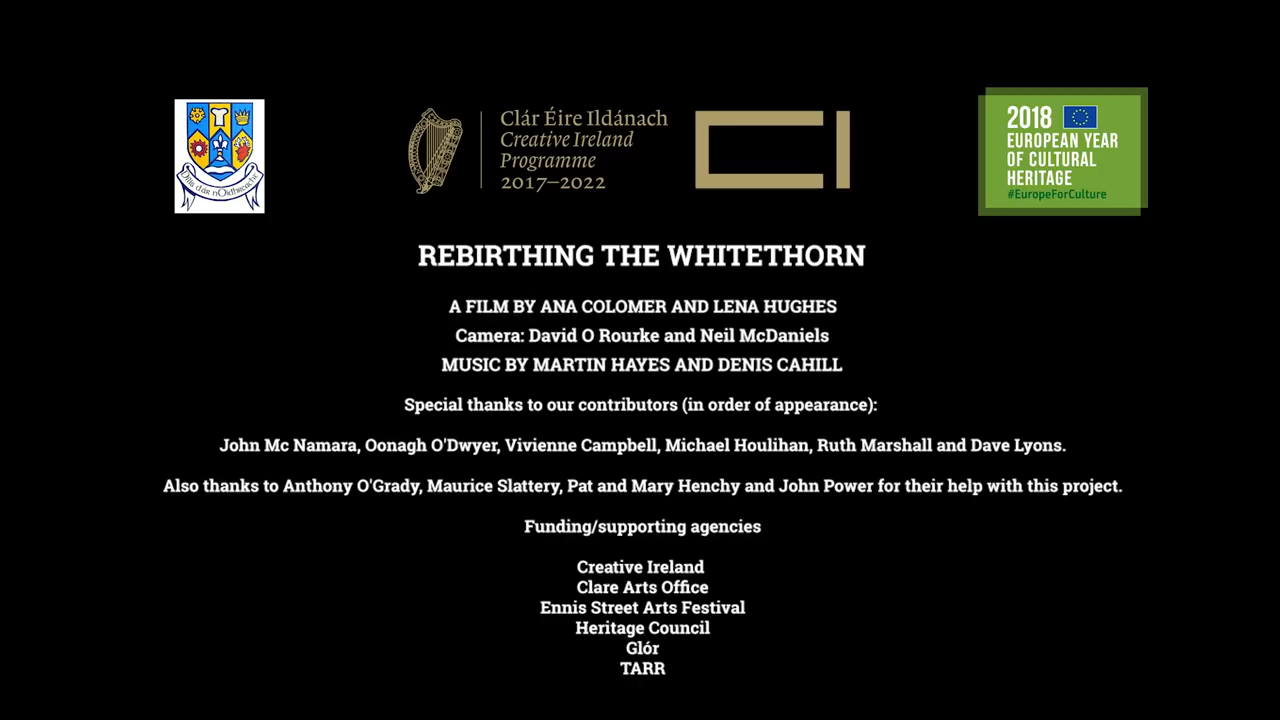 Dílis dár nOidhreacht
Clár Éire Ildánach
Creative Ireland
Programme
2017–2022
CI
2018
EUROPEAN YEAR
OF CULTURAL
HERITAGE
#EuropeForCulture
REBIRTHING THE WHITETHORN
A FILM BY ANA COLOMER AND LENA HUGHES
Camera: David O Rourke and Neil McDaniels
MUSIC BY MARTIN HAYES AND DENIS CAHILL
Special thanks to our contributors (in order of appearance):
John Mc Namara, Oonagh O'Dwyer, Vivienne Campbell, Michael Houlihan, Ruth Marshall and Dave Lyons.
Also thanks to Anthony O'Grady, Maurice Slattery, Pat and Mary Henchy and John Power for their help with this project.
Funding/supporting agencies
Creative Ireland
Clare Arts Office
Ennis Street Arts Festival
Heritage Council
Glór
TARR